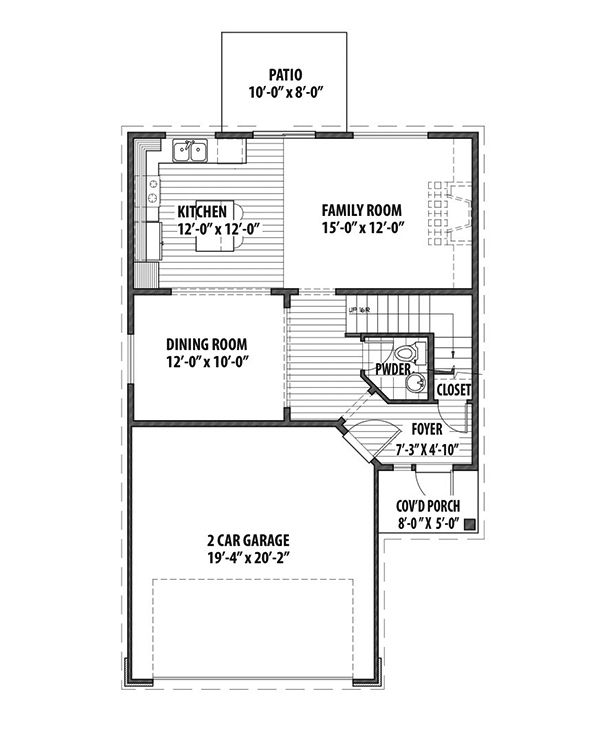 PATIO
10'-0" x 8'-0"
KITCHEN
12'-0" x 12'-0"
FAMILY ROOM
15'-0" x 12'-0"
UP 16R
DINING ROOM
12'-0" x 10'-0"
PWDER
CLOSET
FOYER
7'-3" X 4'-10"
COV'D PORCH
8'-0" X 5'-0"
2 CAR GARAGE
19'-4" x 20'-2"